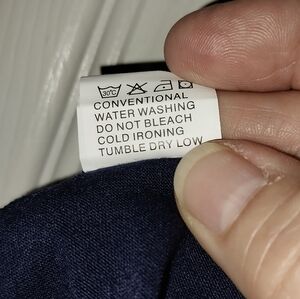 30°C
CONVENTIONAL
WATER WASHING
DO NOT BLEACH
COLD IRONING
TUMBLE DRY LOW